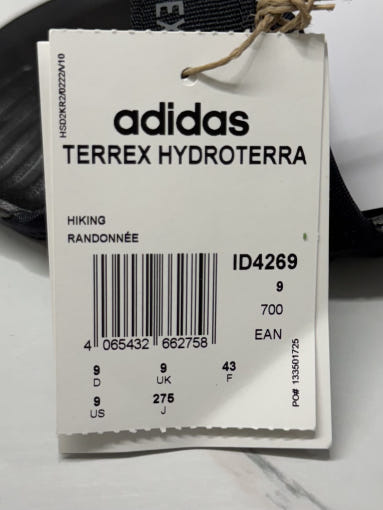 REX
HSD2KR2/0222/V10
adidas
TERREX HYDROTERRA
HIKING
RANDONNÉE
ID4269
9
700
EAN
4 065432 662758
9 9 43
D UK F
9 275
US J
PO# 133501725